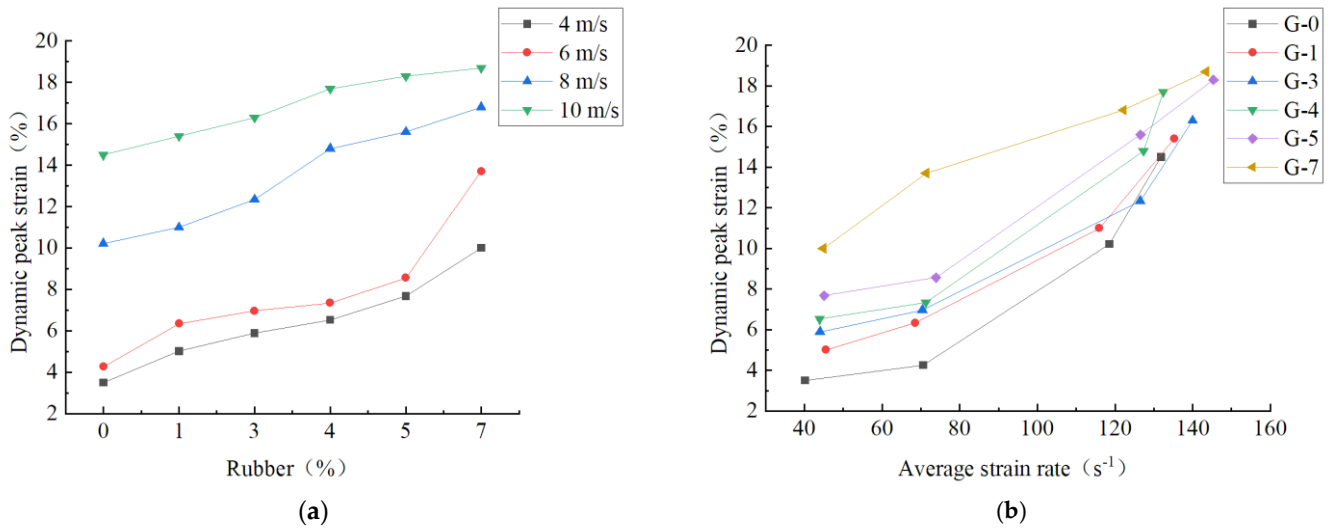 4 m/s
6 m/s
8 m/s
10 m/s
20
18
16
14
12
10
8
6
4
2
Dynamic peak strain（%）
0 1 3 4 5 7
Rubber（%）
(a)
G-0
G-1
G-3
G-4
G-5
G-7
20
18
16
14
12
10
8
6
4
2
Dynamic peak strain（%）
40 60 80 100 120 140 160
Average strain rate（s⁻¹）
(b)